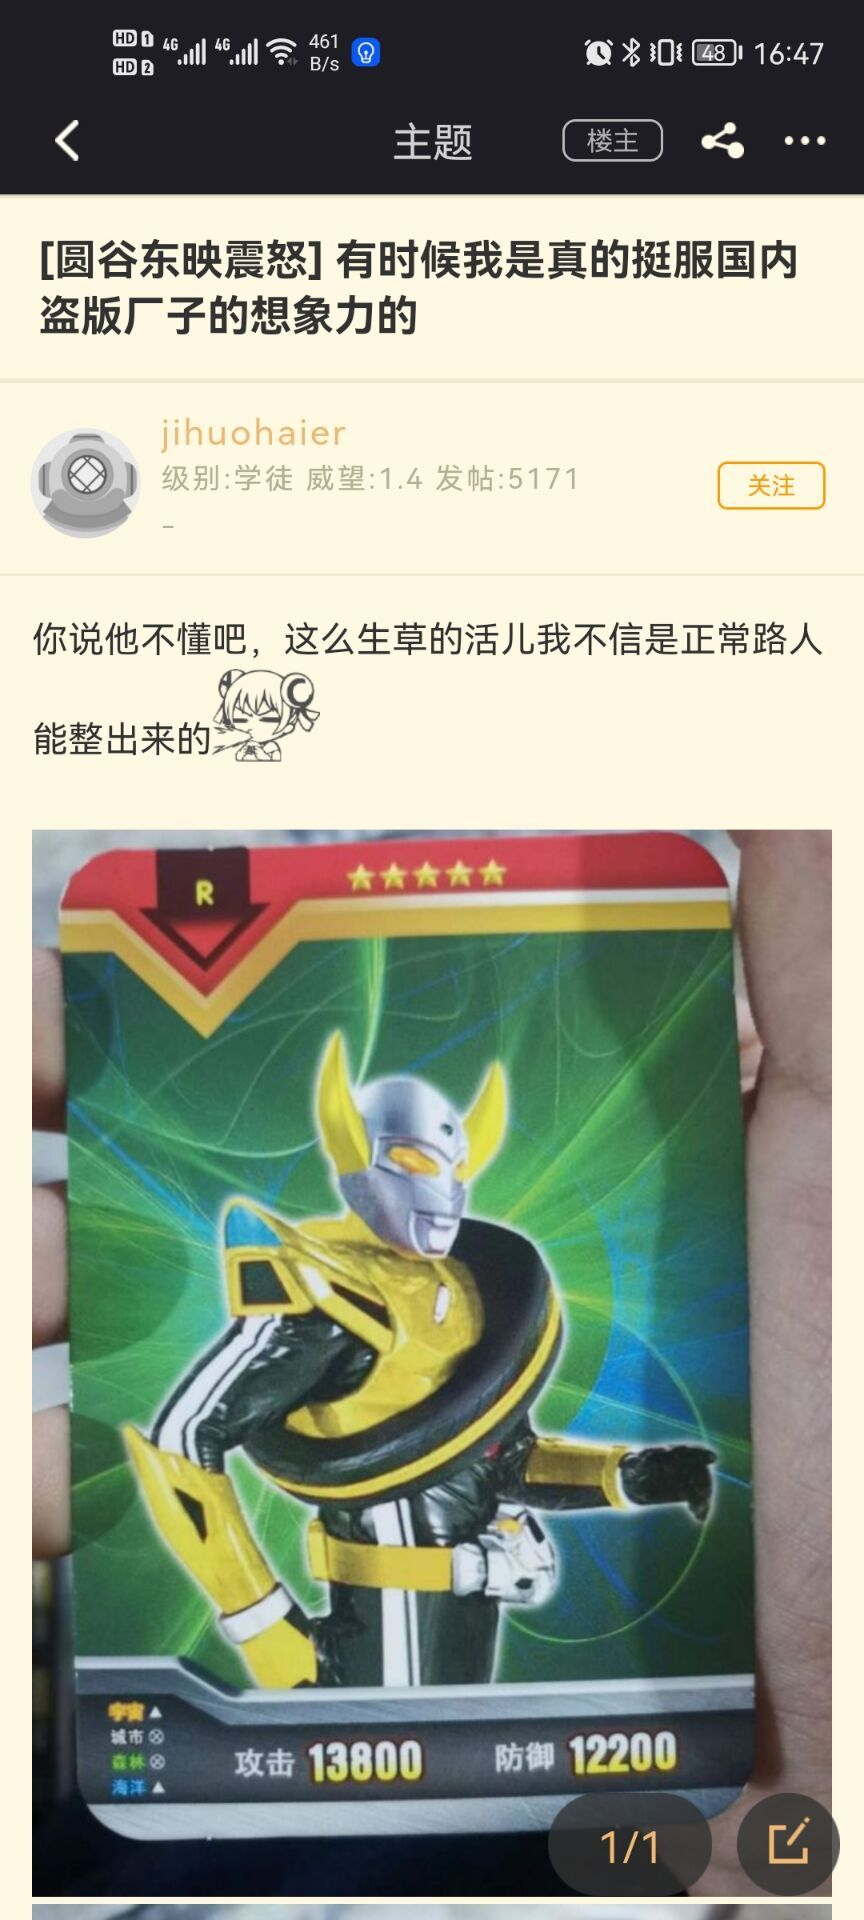 HD 1 4G 4G 461 48 16:47
HD 2 B/s
主题 楼主
[圆谷东映震怒] 有时候我是真的挺服国内
盗版厂子的想象力的
jihuohaier
级别:学徒 威望:1.4 发帖:5171
-
关注
你说他不懂吧，这么生草的活儿我不信是正常路人
能整出来的
R
宇宙▲
城市⊗
森林⊗
海洋▲
攻击 13800 防御 12200
1/1